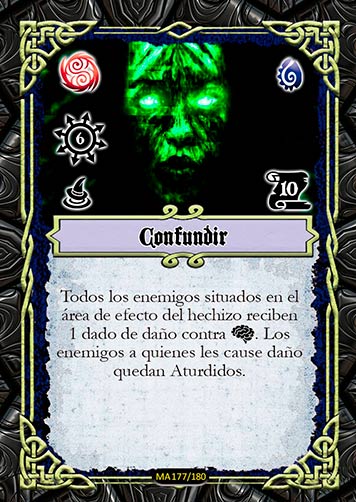 6
10
Confundir
Todos los enemigos situados en el
área de efecto del hechizo reciben
1 dado de daño contra . Los
enemigos a quienes les cause daño
quedan Aturdidos.
MA177/180